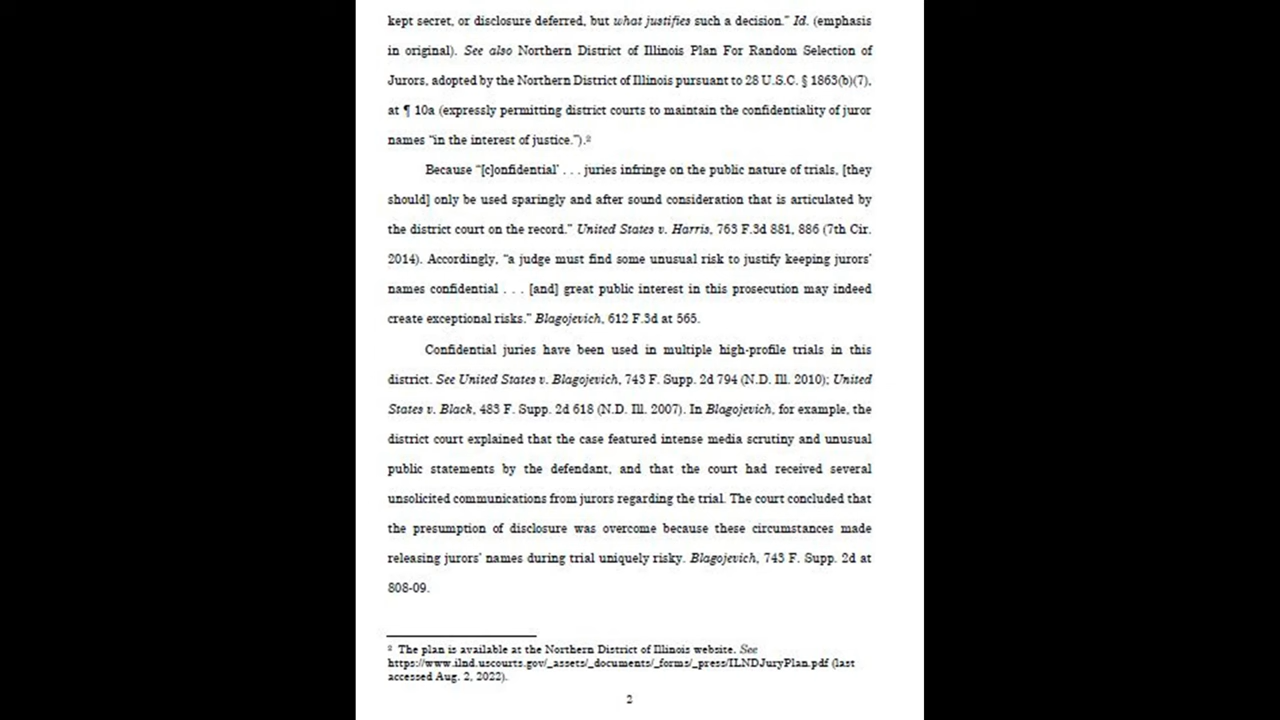 kept secret, or disclosure deferred, but what justifies such a decision.” Id. (emphasis
in original). See also Northern District of Illinois Plan For Random Selection of
Jurors, adopted by the Northern District of Illinois pursuant to 28 U.S.C. § 1863(b)(7),
at ¶ 10a (expressly permitting district courts to maintain the confidentiality of juror
names “in the interest of justice.”).²
Because “[c]onfidential’ . . . juries infringe on the public nature of trials, [they
should] only be used sparingly and after sound consideration that is articulated by
the district court on the record.” United States v. Harris, 763 F.3d 881, 886 (7th Cir.
2014). Accordingly, “a judge must find some unusual risk to justify keeping jurors’
names confidential . . . [and] great public interest in this prosecution may indeed
create exceptional risks.” Blagojevich, 612 F.3d at 565.
Confidential juries have been used in multiple high-profile trials in this
district. See United States v. Blagojevich, 743 F. Supp. 2d 794 (N.D. Ill. 2010); United
States v. Black, 483 F. Supp. 2d 618 (N.D. Ill. 2007). In Blagojevich, for example, the
district court explained that the case featured intense media scrutiny and unusual
public statements by the defendant, and that the court had received several
unsolicited communications from jurors regarding the trial. The court concluded that
the presumption of disclosure was overcome because these circumstances made
releasing jurors’ names during trial uniquely risky. Blagojevich, 743 F. Supp. 2d at
808-09.
² The plan is available at the Northern District of Illinois website. See
https://www.ilnd.uscourts.gov/_assets/_documents/_forms/_press/ILNDJuryPlan.pdf (last
accessed Aug. 2, 2022).
2